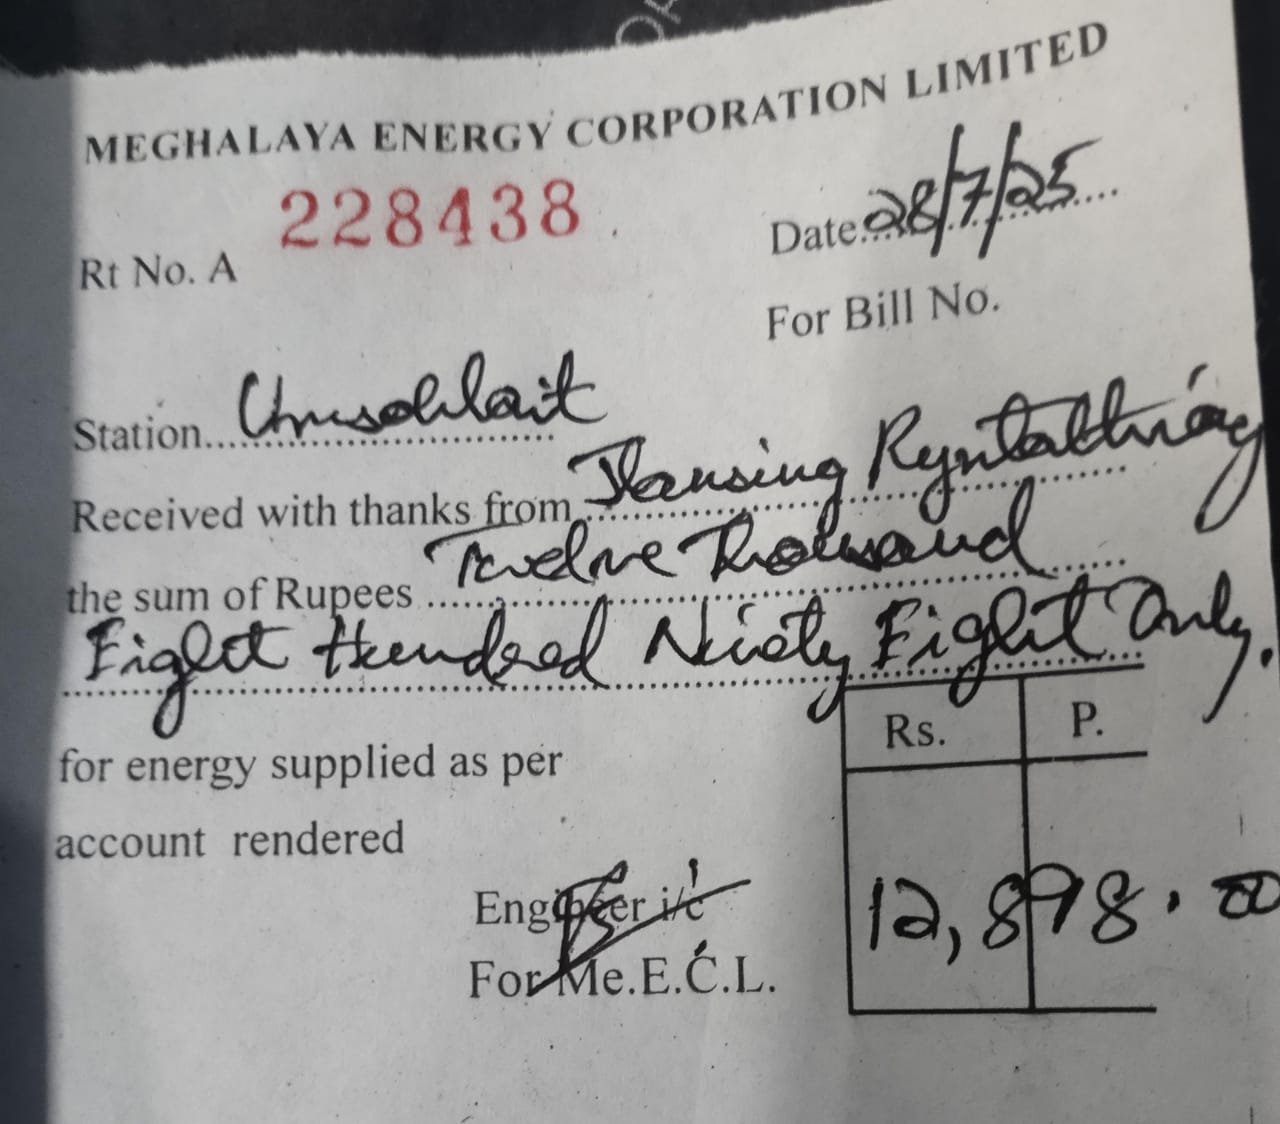 MEGHALAYA ENERGY CORPORATION LIMITED
Rt No. A 228438
Date 28/7/25
For Bill No.
Station Umsohlait
Received with thanks from Jlansing Ryntathiang
the sum of Rupees Twelve Thousand
Eight Hundred Ninety Eight Only.
for energy supplied as per
account rendered
Rs. P.
12,898.00
Engineer i/c
For Me.E.C.L.